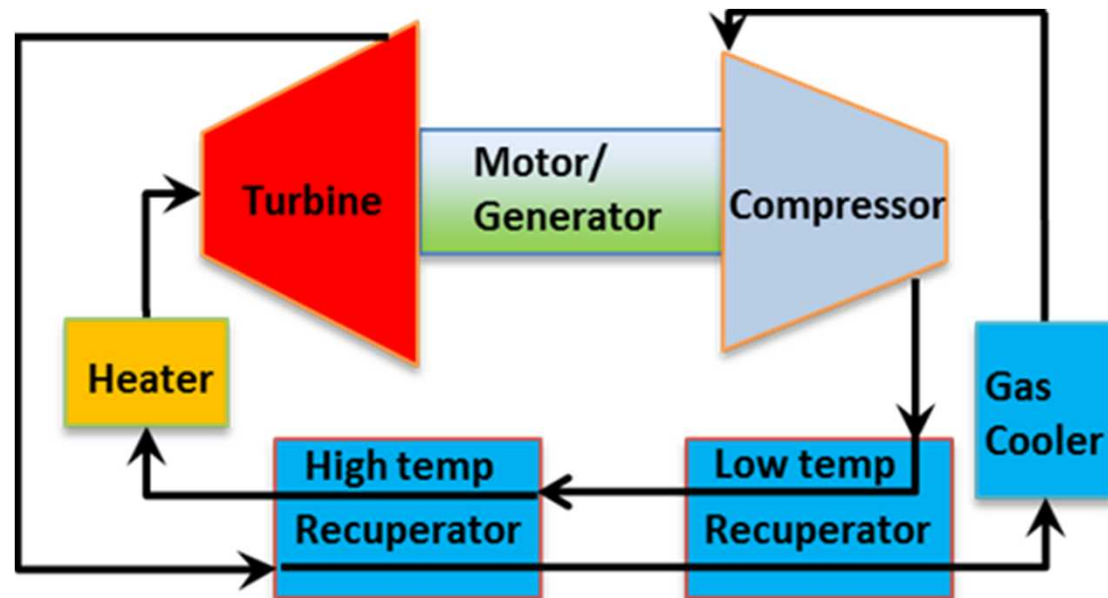 Turbine
Motor/
Generator
Compressor
Heater
High temp
Recuperator
Low temp
Recuperator
Gas
Cooler